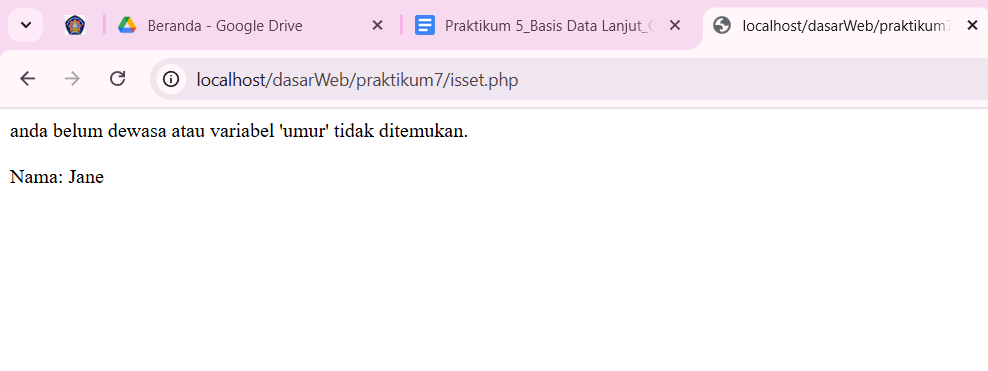 Beranda - Google Drive
Praktikum 5_Basis Data Lanjut_
localhost/dasarWeb/praktikum7
localhost/dasarWeb/praktikum7/isset.php
anda belum dewasa atau variabel 'umur' tidak ditemukan.
Nama: Jane